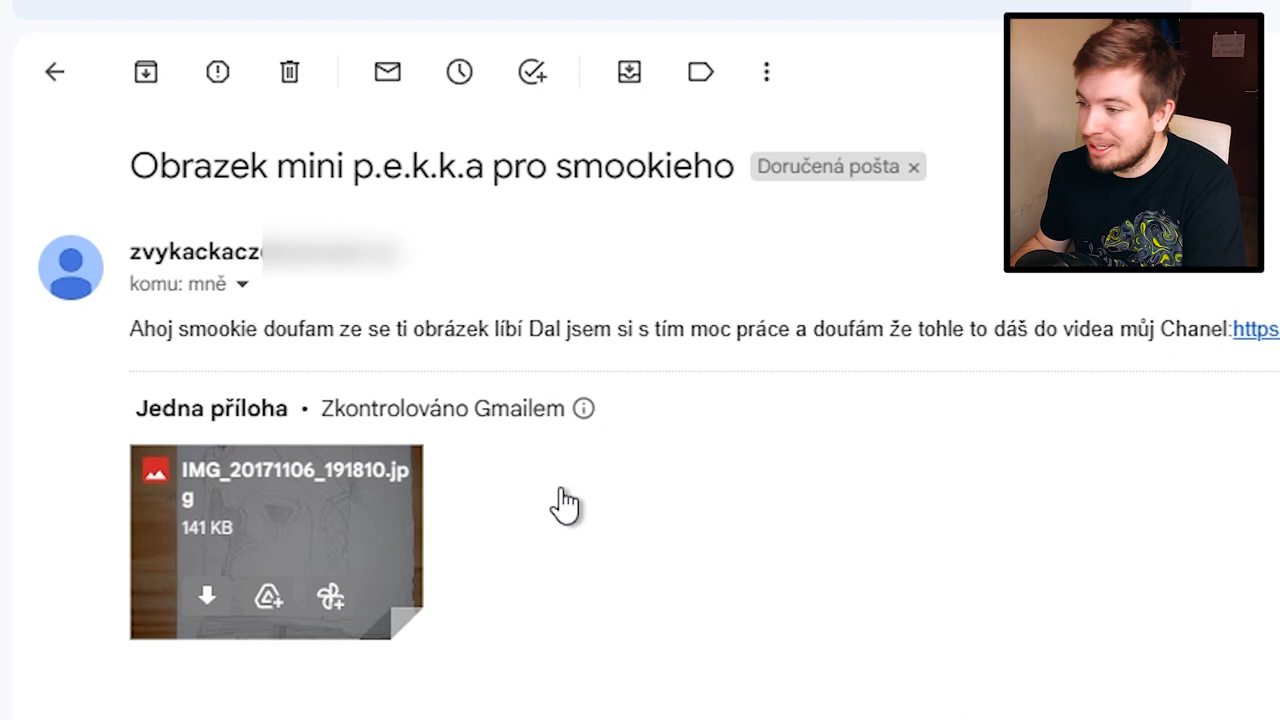 Obrazek mini p.e.k.k.a pro smookieho Doručená pošta ×
zvykackacz
komu: mně
Ahoj smookie doufam ze se ti obrázek líbí Dal jsem si s tím moc práce a doufám že tohle to dáš do videa můj Chanel:https
Jedna příloha • Zkontrolováno Gmailem
IMG_20171106_191810.jp
g
141 KB